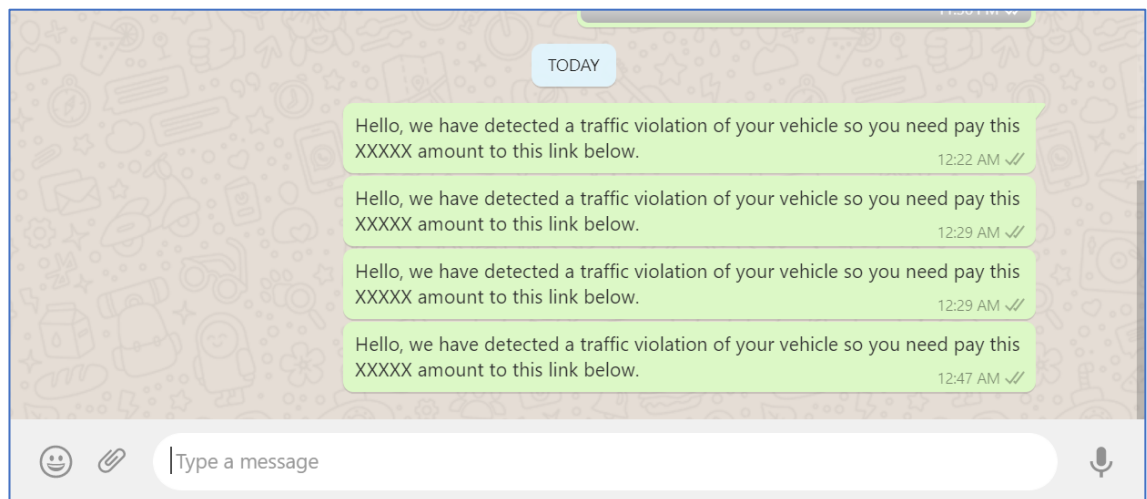 TODAY
Hello, we have detected a traffic violation of your vehicle so you need pay this
XXXXX amount to this link below.
12:22 AM
Hello, we have detected a traffic violation of your vehicle so you need pay this
XXXXX amount to this link below.
12:29 AM
Hello, we have detected a traffic violation of your vehicle so you need pay this
XXXXX amount to this link below.
12:29 AM
Hello, we have detected a traffic violation of your vehicle so you need pay this
XXXXX amount to this link below.
12:47 AM
Type a message